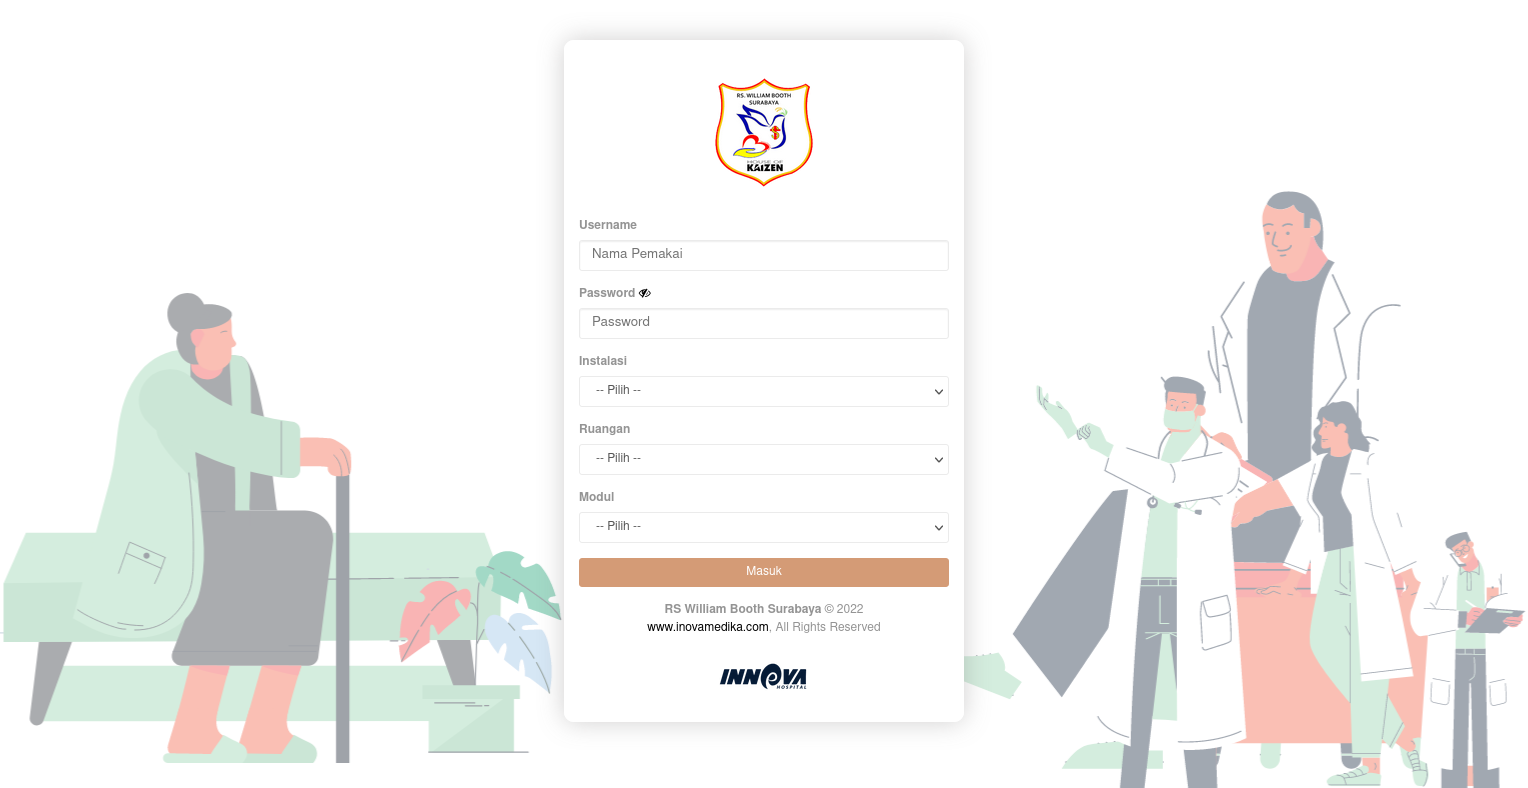 RS. WILLIAM BOOTH
SURABAYA
KAIZEN
Username
Nama Pemakai
Password
Password
Instalasi
-- Pilih --
Ruangan
-- Pilih --
Modul
-- Pilih --
Masuk
RS William Booth Surabaya © 2022
www.inovamedika.com, All Rights Reserved
INNOVA
HOSPITAL